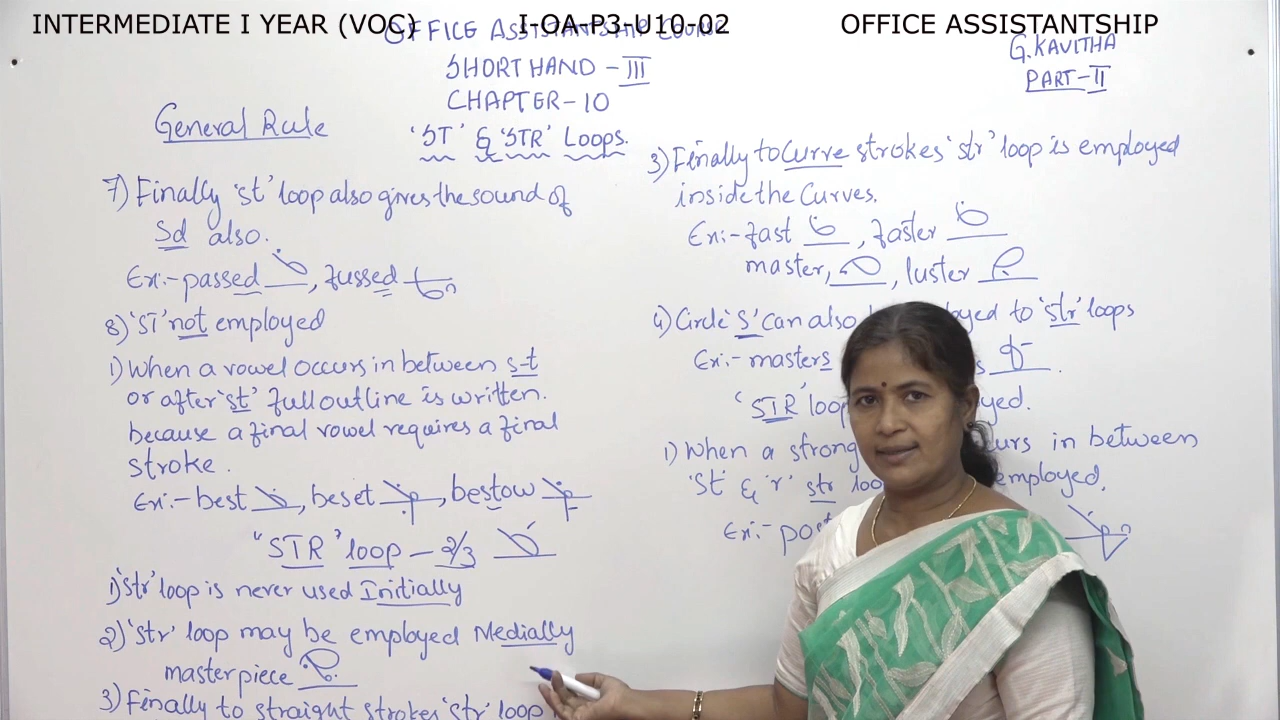 INTERMEDIATE I YEAR (VOC) I-OA-P3-U10-02 OFFICE ASSISTANTSHIP
OFFICE ASSISTANTSHIP COURSE
SHORT HAND - III
CHAPTER - 10
'ST' & 'STR' Loops.
G. KAVITHA
PART - II
General Rule
7) Finally 'st' loop also gives the sound of
Sd also.
Ex:- passed , fussed
8) 'ST' not employed
1) When a vowel occurs in between s-t
or after 'st' full outline is written.
because a final vowel requires a final
stroke.
Ex:- best , beset , bestow
"STR" loop - 2/3
1) 'str' loop is never used Initially
2) 'str' loop may be employed Medially
masterpiece
3) Finally to straight strokes 'str' loop
3) Finally to Curve strokes 'str' loop is employed
inside the Curves.
Ex:- fast , faster
master, , luster
4) Circle 'S' can also to 'str' loops
Ex:- masters
"STR" loop
1) When a strong in between
'St' & 'r' str employed.
Ex:-